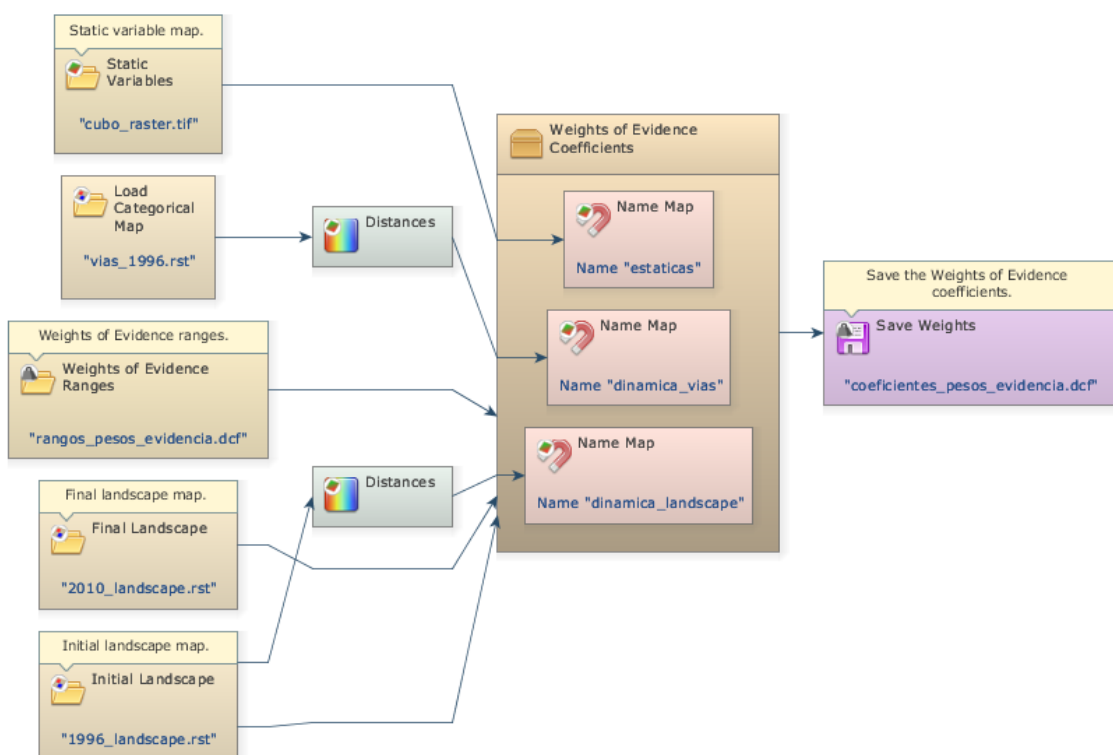 Static variable map.
Static
Variables
"cubo_raster.tif"
Load
Categorical
Map
"vias_1996.rst"
Distances
Weights of Evidence ranges.
Weights of Evidence
Ranges
"rangos_pesos_evidencia.dcf"
Final landscape map.
Final Landscape
"2010_landscape.rst"
Distances
Initial landscape map.
Initial Landscape
"1996_landscape.rst"
Weights of Evidence
Coefficients
Name Map
Name "estaticas"
Name Map
Name "dinamica_vias"
Name Map
Name "dinamica_landscape"
Save the Weights of Evidence
coefficients.
Save Weights
"coeficientes_pesos_evidencia.dcf"